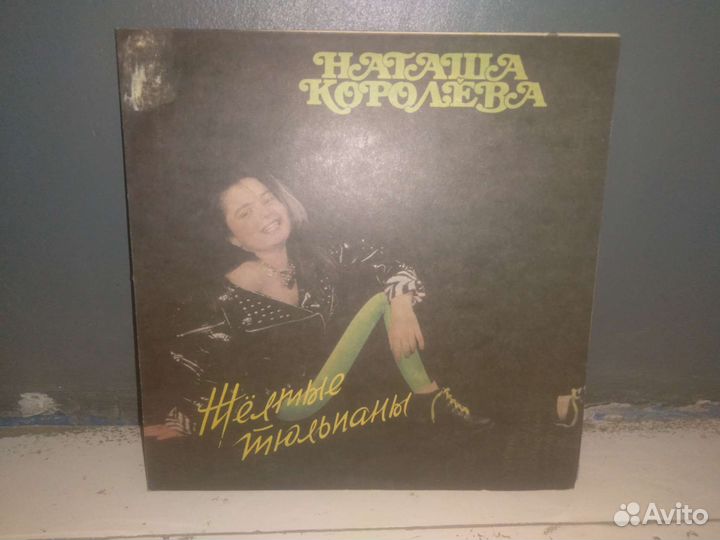 НАТАША
КОРОЛЁВА
Жёлтые
тюльпаны
Avito